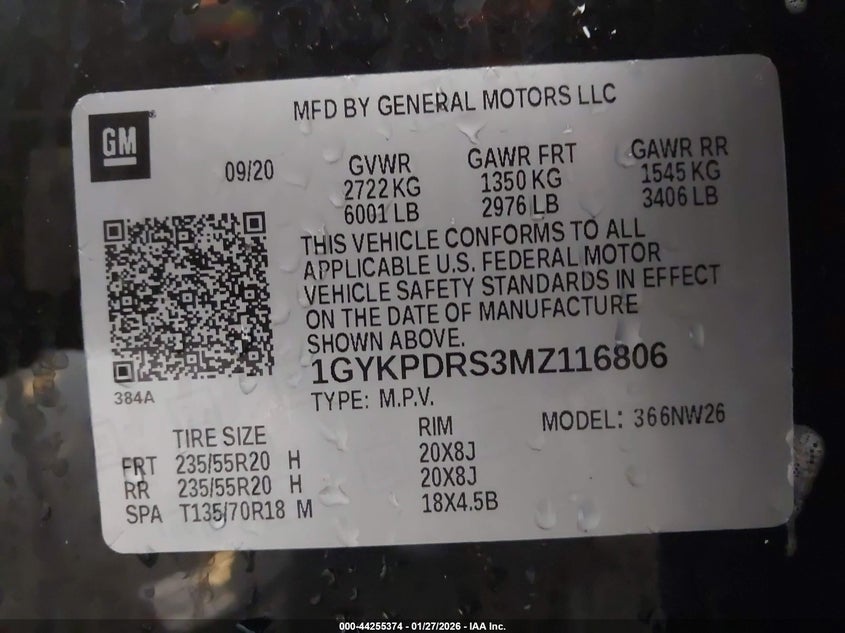 MFD BY GENERAL MOTORS LLC
GM
®
09/20
GVWR GAWR FRT GAWR RR
2722 KG 1350 KG 1545 KG
6001 LB 2976 LB 3406 LB
THIS VEHICLE CONFORMS TO ALL
APPLICABLE U.S. FEDERAL MOTOR
VEHICLE SAFETY STANDARDS IN EFFECT
ON THE DATE OF MANUFACTURE
SHOWN ABOVE.
1GYKPDRS3MZ116806
384A
TYPE: M.P.V. MODEL: 366NW26
TIRE SIZE RIM
FRT 235/55R20 H 20X8J
RR 235/55R20 H 20X8J
SPA T135/70R18 M 18X4.5B
000-44255374 | 01/27/2026 - IAA Inc.